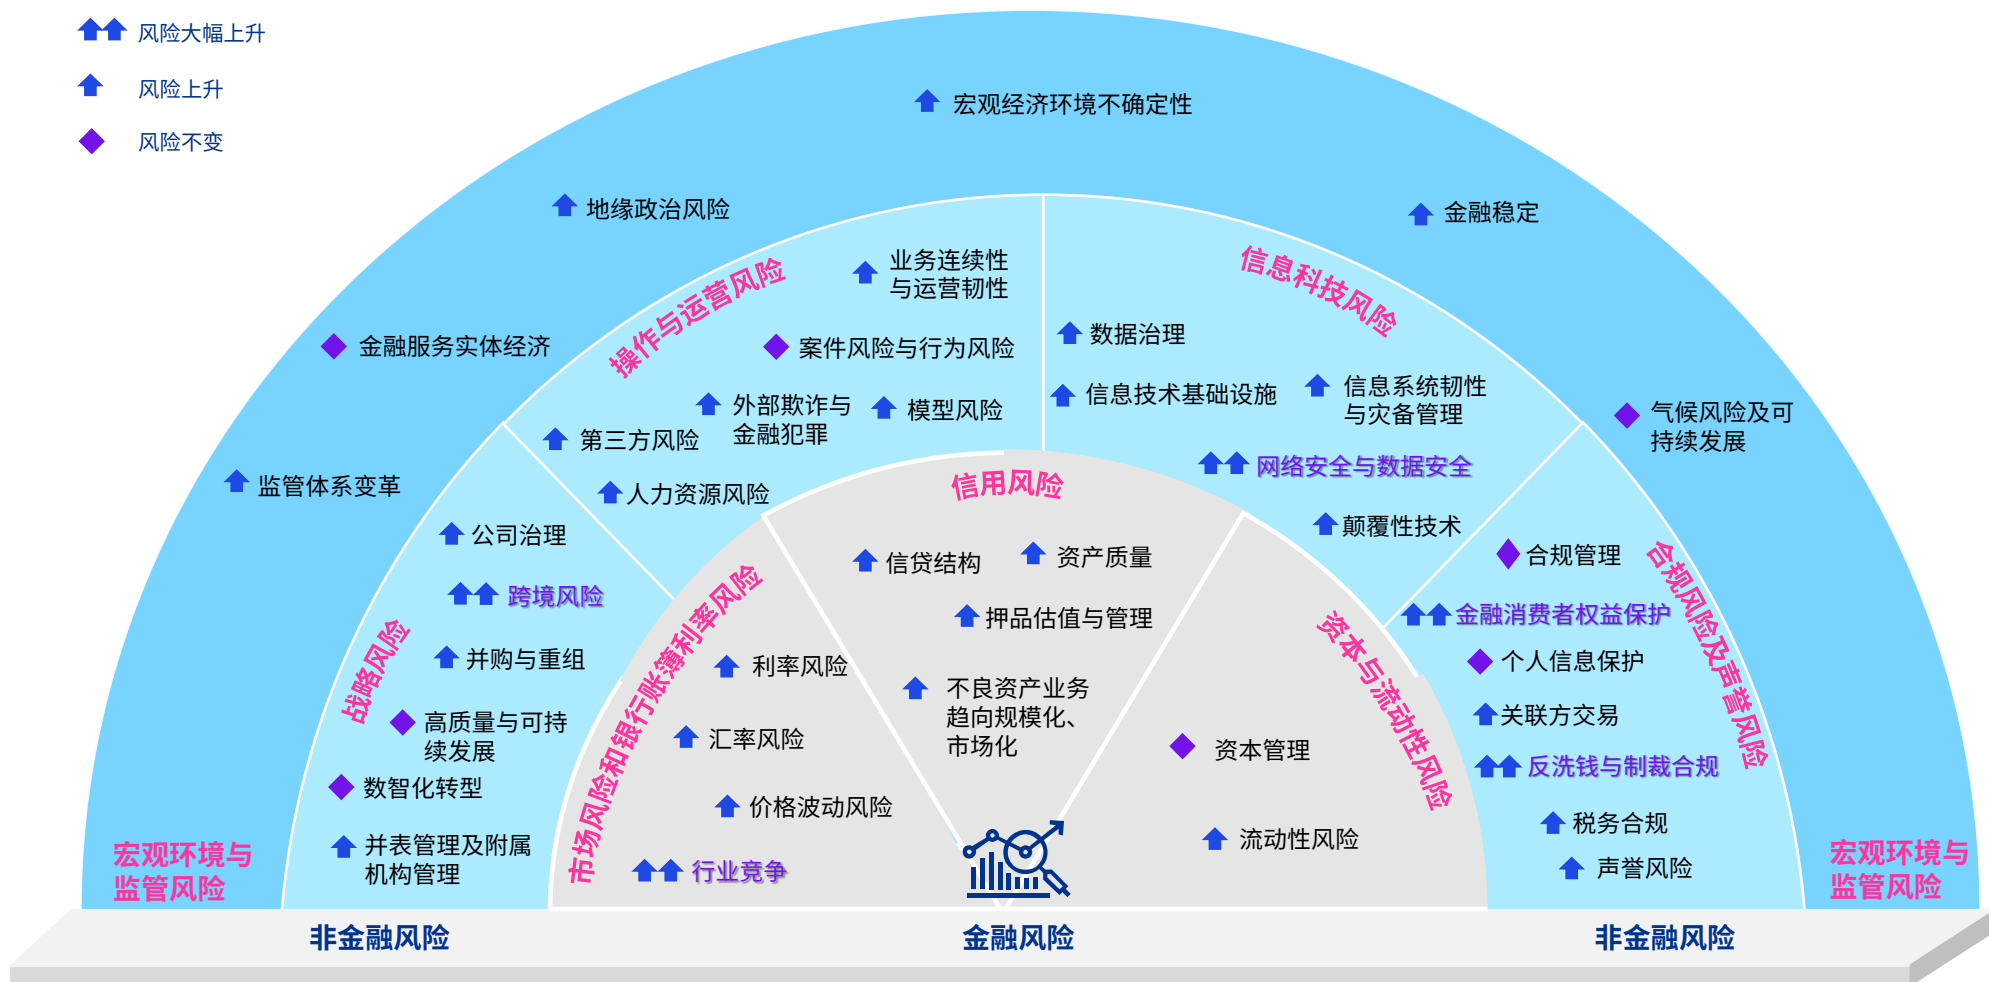 风险大幅上升
风险上升
风险不变
宏观经济环境不确定性
地缘政治风险
金融稳定
金融服务实体经济
气候风险及可
持续发展
监管体系变革
宏观环境与
监管风险
宏观环境与
监管风险
操作与运营风险
业务连续性
与运营韧性
案件风险与行为风险
外部欺诈与
金融犯罪
模型风险
第三方风险
人力资源风险
信息科技风险
数据治理
信息技术基础设施
信息系统韧性
与灾备管理
网络安全与数据安全
颠覆性技术
战略风险
公司治理
跨境风险
并购与重组
高质量与可持
续发展
数智化转型
并表管理及附属
机构管理
合规风险及声誉风险
合规管理
金融消费者权益保护
个人信息保护
关联方交易
反洗钱与制裁合规
税务合规
声誉风险
市场风险和银行账簿利率风险
利率风险
汇率风险
价格波动风险
行业竞争
信用风险
信贷结构
资产质量
押品估值与管理
不良资产业务
趋向规模化、
市场化
资本与流动性风险
资本管理
流动性风险
非金融风险
金融风险
非金融风险